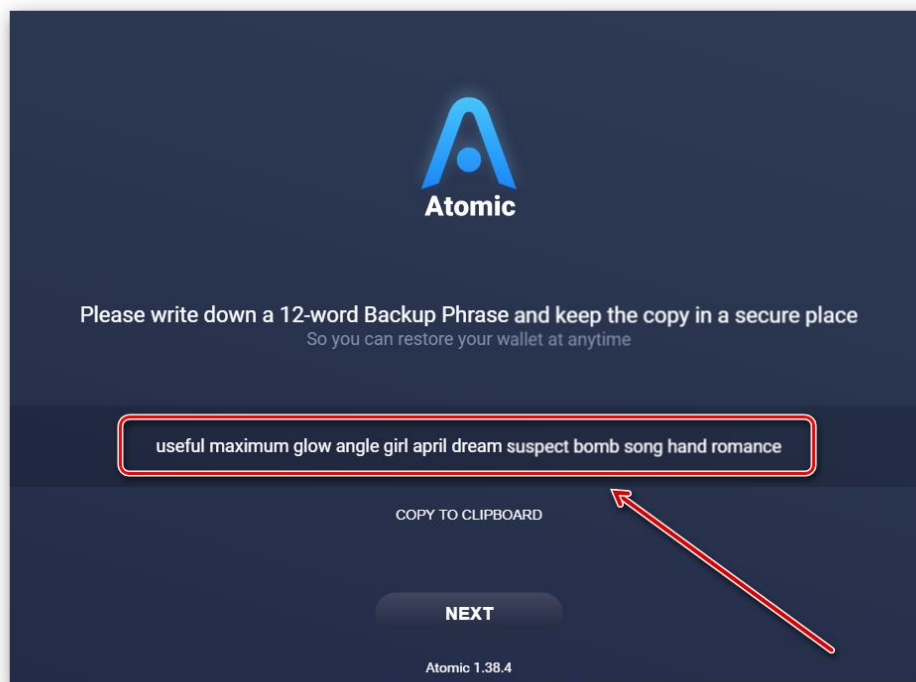 Atomic
Please write down a 12-word Backup Phrase and keep the copy in a secure place
So you can restore your wallet at anytime
useful maximum glow angle girl april dream suspect bomb song hand romance
COPY TO CLIPBOARD
NEXT
Atomic 1.38.4